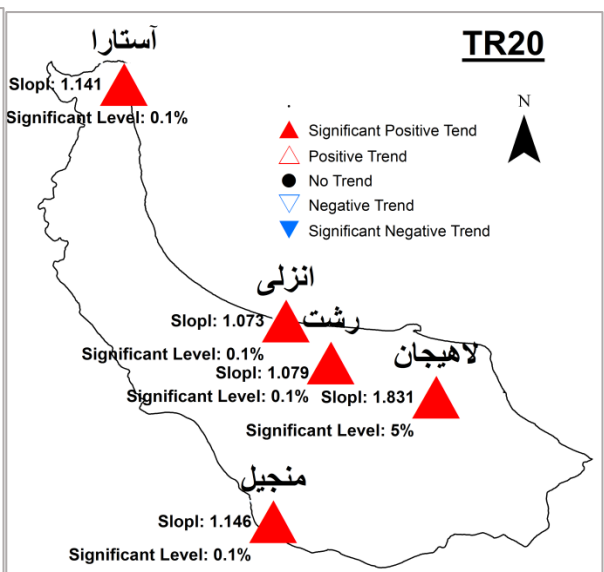 آستارا
TR20
Slopl: 1.141
Significant Level: 0.1%
N
Significant Positive Tend
Positive Trend
No Trend
Negative Trend
Significant Negative Trend
انزلی
Slopl: 1.073
رشت
Significant Level: 0.1%
Slopl: 1.079
لاهیجان
Significant Level: 0.1%
Slopl: 1.831
Significant Level: 5%
منجیل
Slopl: 1.146
Significant Level: 0.1%